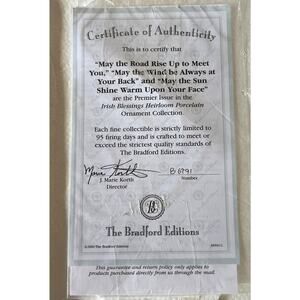 Certificate of Authenticity
This is to certify that
"May the Road Rise Up to Meet
You," "May the Wind be Always at
Your Back" and "May the Sun
Shine Warm Upon Your Face"
are the Premier Issue in the
Irish Blessings Heirloom Porcelain
Ornament Collection.
Each fine collectible is strictly limited to
95 firing days and is crafted to meet or
exceed the strictest quality standards of
The Bradford Editions.
J. Marie Korth
Director
Number
B
The Bradford Editions
This guarantee and return policy only applies to
products purchased directly from us through the mail.